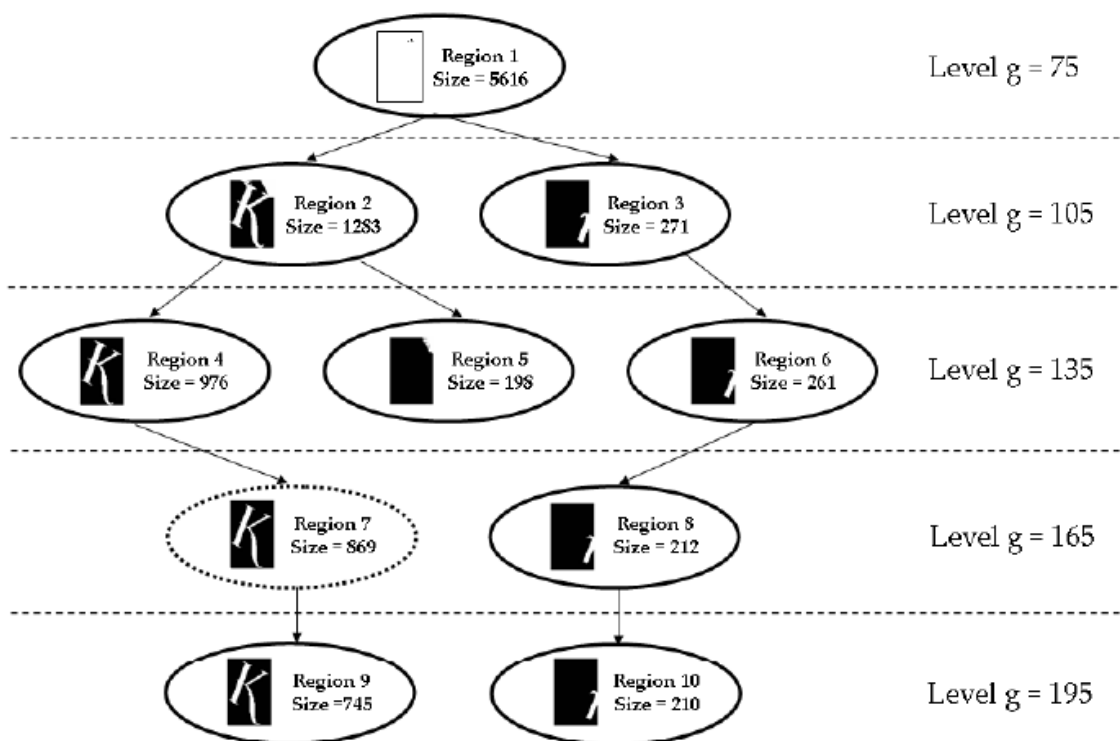 Region 1
Size = 5616
Level g = 75
Region 2
Size = 1283
Region 3
Size = 271
Level g = 105
Region 4
Size = 976
Region 5
Size = 198
Region 6
Size = 261
Level g = 135
Region 7
Size =869
Region 8
Size = 212
Level g = 165
Region 9
Size =745
Region 10
Size = 210
Level g = 195